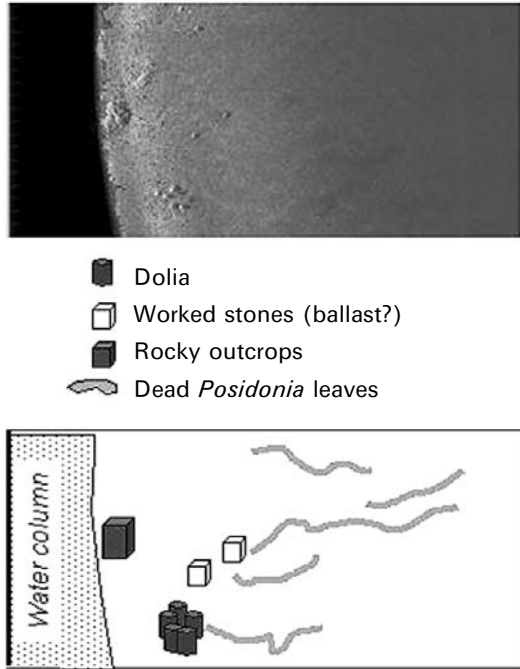 Dolia
Worked stones (ballast?)
Rocky outcrops
Dead Posidonia leaves
Water column